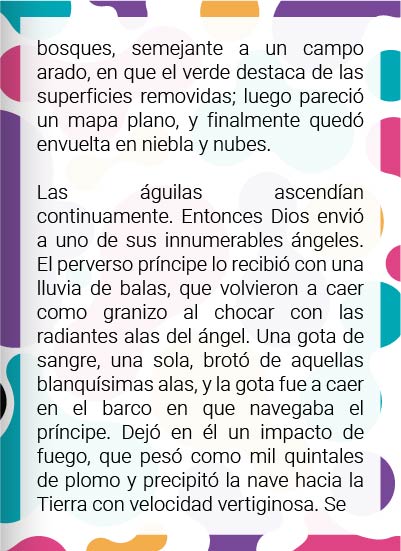 bosques, semejante a un campo
arado, en que el verde destaca de las
superficies removidas; luego pareció
un mapa plano, y finalmente quedó
envuelta en niebla y nubes.
Las águilas ascendían
continuamente. Entonces Dios envió
a uno de sus innumerables ángeles.
El perverso príncipe lo recibió con una
lluvia de balas, que volvieron a caer
como granizo al chocar con las
radiantes alas del ángel. Una gota de
sangre, una sola, brotó de aquellas
blanquísimas alas, y la gota fue a caer
en el barco en que navegaba el
príncipe. Dejó en él un impacto de
fuego, que pesó como mil quintales
de plomo y precipitó la nave hacia la
Tierra con velocidad vertiginosa. Se